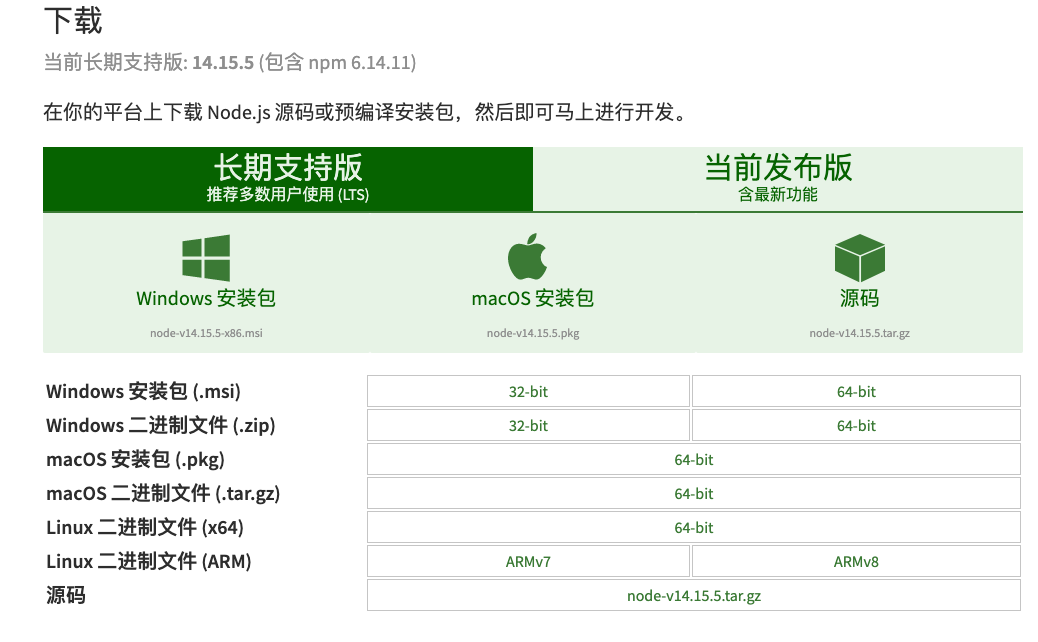 下载
当前长期支持版: 14.15.5 (包含 npm 6.14.11)
在你的平台上下载 Node.js 源码或预编译安装包，然后即可马上进行开发。
长期支持版
推荐多数用户使用 (LTS)
当前发布版
含最新功能
Windows 安装包
node-v14.15.5-x86.msi
macOS 安装包
node-v14.15.5.pkg
源码
node-v14.15.5.tar.gz
Windows 安装包 (.msi) 32-bit 64-bit
Windows 二进制文件 (.zip) 32-bit 64-bit
macOS 安装包 (.pkg) 64-bit
macOS 二进制文件 (.tar.gz) 64-bit
Linux 二进制文件 (x64) 64-bit
Linux 二进制文件 (ARM) ARMv7 ARMv8
源码 node-v14.15.5.tar.gz